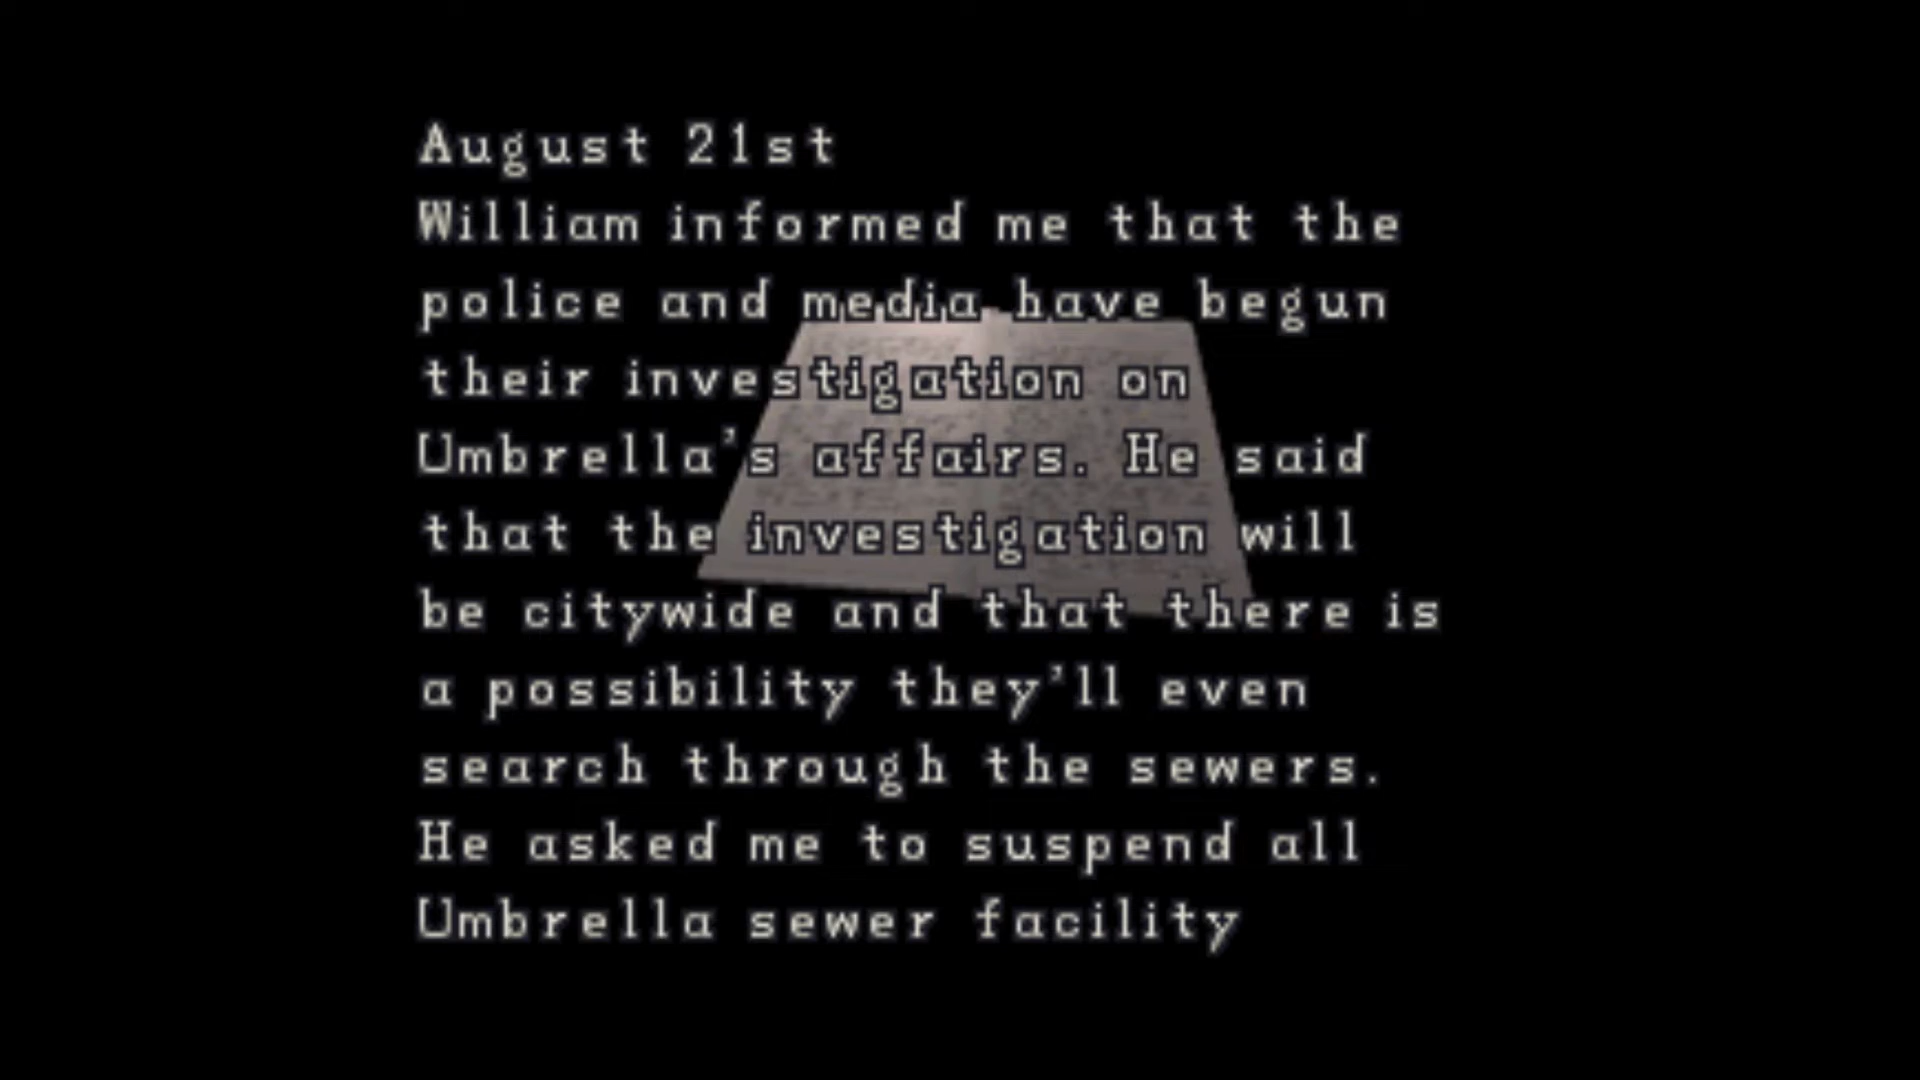 August 21st
William informed me that the
police and media have begun
their investigation on
Umbrella's affairs. He said
that the investigation will
be citywide and that there is
a possibility they'll even
search through the sewers.
He asked me to suspend all
Umbrella sewer facility